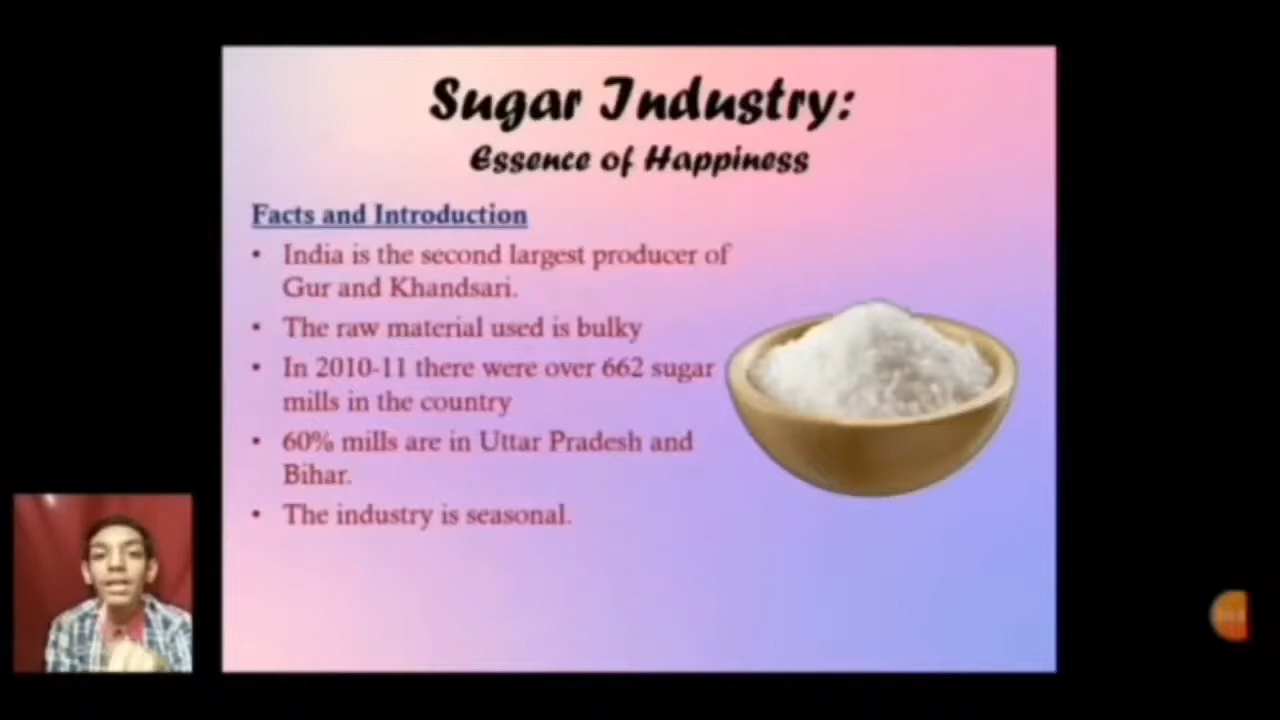 Sugar Industry:
Essence of Happiness
Facts and Introduction
• India is the second largest producer of
Gur and Khandsari.
• The raw material used is bulky
• In 2010-11 there were over 662 sugar
mills in the country
• 60% mills are in Uttar Pradesh and
Bihar.
• The industry is seasonal.